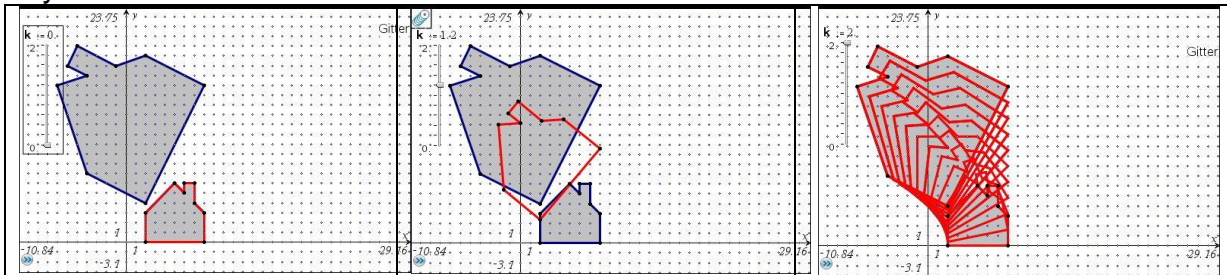 23.75 y
Gitter
k :=0.
2.
0.
1
-10.84 1 29.16
-3.1
x
23.75 y
k :=1.2
2.
0.
1
-10.84 1 29.16
-3.1
x
23.75 y
Gitter
k :=2.
2.
0.
1
-10.84 1 29.16
-3.1
x